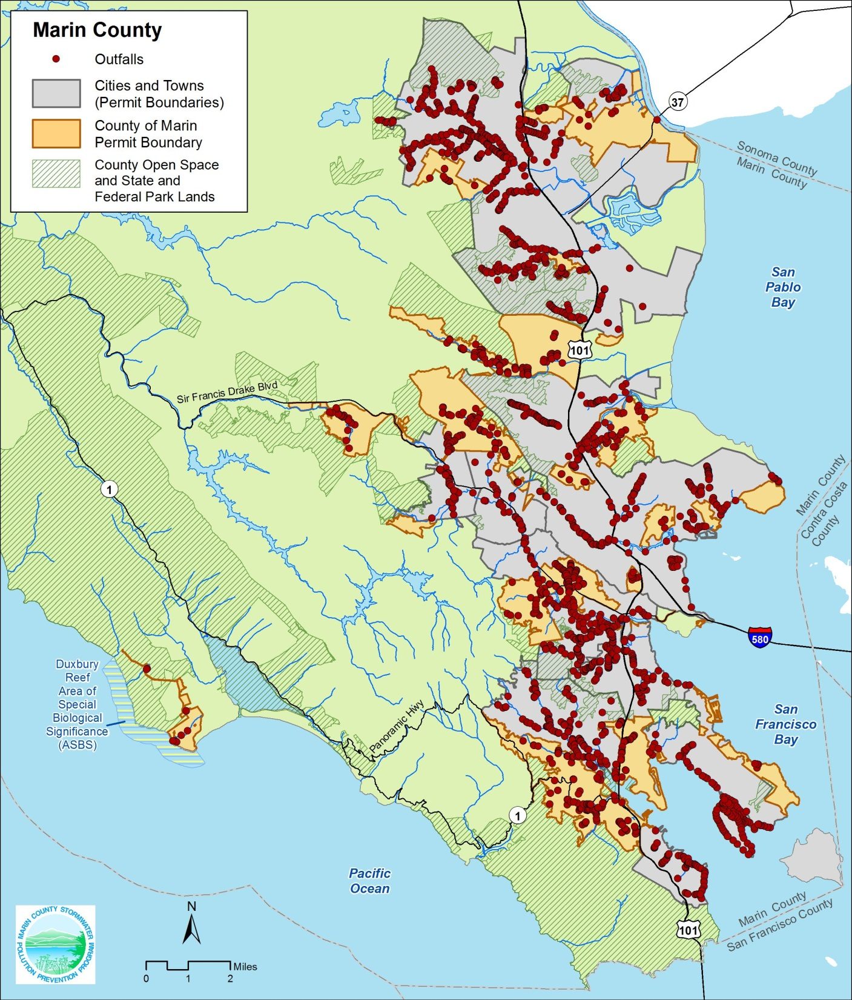 Marin County
Outfalls
Cities and Towns
(Permit Boundaries)
County of Marin
Permit Boundary
County Open Space
and State and
Federal Park Lands
37
Sonoma County
Marin County
San
Pablo
Bay
101
Sir Francis Drake Blvd
1
Marin County
Contra Costa
County
580
Duxbury
Reef
Area of
Special
Biological
Significance
(ASBS)
Panoramic Hwy
San
Francisco
Bay
1
Pacific
Ocean
Marin County
San Francisco County
101
MARIN COUNTY STORMWATER
POLLUTION PREVENTION PROGRAM
N
Miles
0 1 2